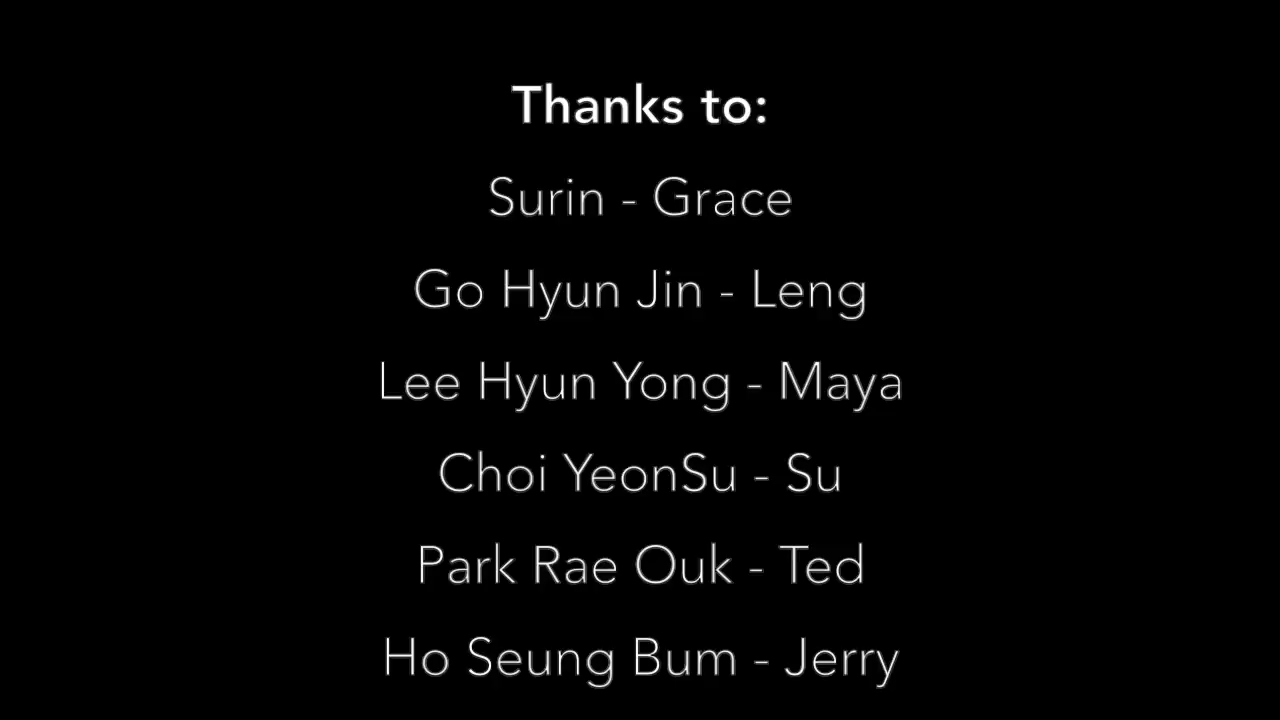 Thanks to:
Surin - Grace
Go Hyun Jin - Leng
Lee Hyun Yong - Maya
Choi YeonSu - Su
Park Rae Ouk - Ted
Ho Seung Bum - Jerry